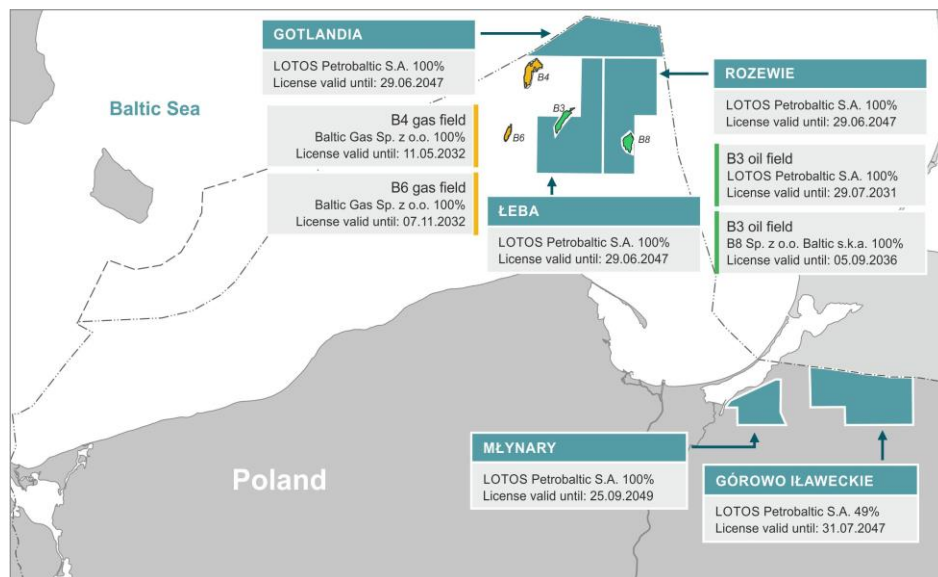 GOTLANDIA
LOTOS Petrobaltic S.A. 100%
License valid until: 29.06.2047
Baltic Sea
B4 gas field
Baltic Gas Sp. z o.o. 100%
License valid until: 11.05.2032
B6 gas field
Baltic Gas Sp. z o.o. 100%
License valid until: 07.11.2032
B4
B3
B6
B8
ROZEWIE
LOTOS Petrobaltic S.A. 100%
License valid until: 29.06.2047
B3 oil field
LOTOS Petrobaltic S.A. 100%
License valid until: 29.07.2031
B3 oil field
B8 Sp. z o.o. Baltic s.k.a. 100%
License valid until: 05.09.2036
ŁEBA
LOTOS Petrobaltic S.A. 100%
License valid until: 29.06.2047
Poland
MŁYNARY
LOTOS Petrobaltic S.A. 100%
License valid until: 25.09.2049
GÓROWO IŁAWECKIE
LOTOS Petrobaltic S.A. 49%
License valid until: 31.07.2047